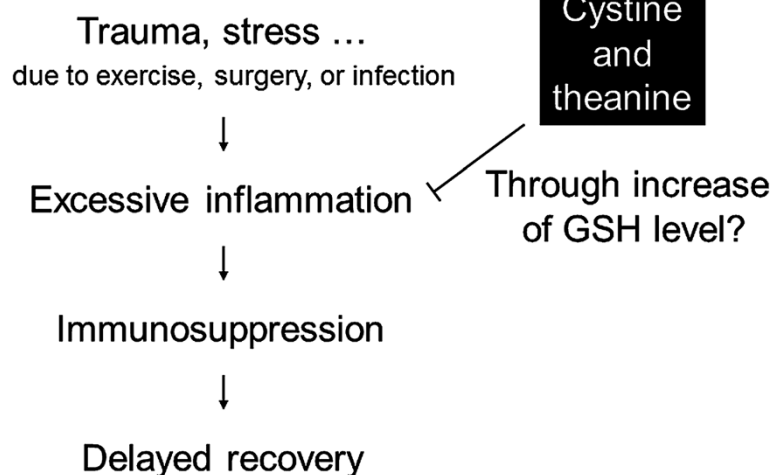 Trauma, stress ...
due to exercise, surgery, or infection
Cystine
and
theanine
Excessive inflammation
Through increase
of GSH level?
Immunosuppression
Delayed recovery